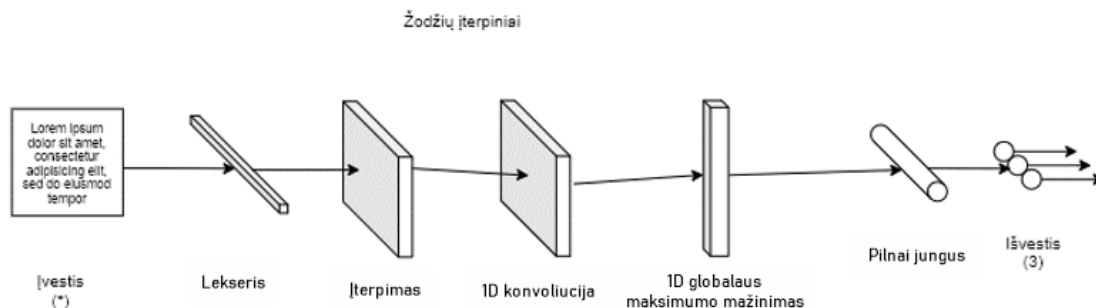 Žodžių įterpiniai
Lorem ipsum
dolor sit amet,
consectetur
adipisicing elit,
sed do eiusmod
tempor
Įvestis
(*)
Lekseris
Įterpimas
1D konvoliucija
1D globalaus
maksimumo mažinimas
Pilnai jungus
Išvestis
(3)